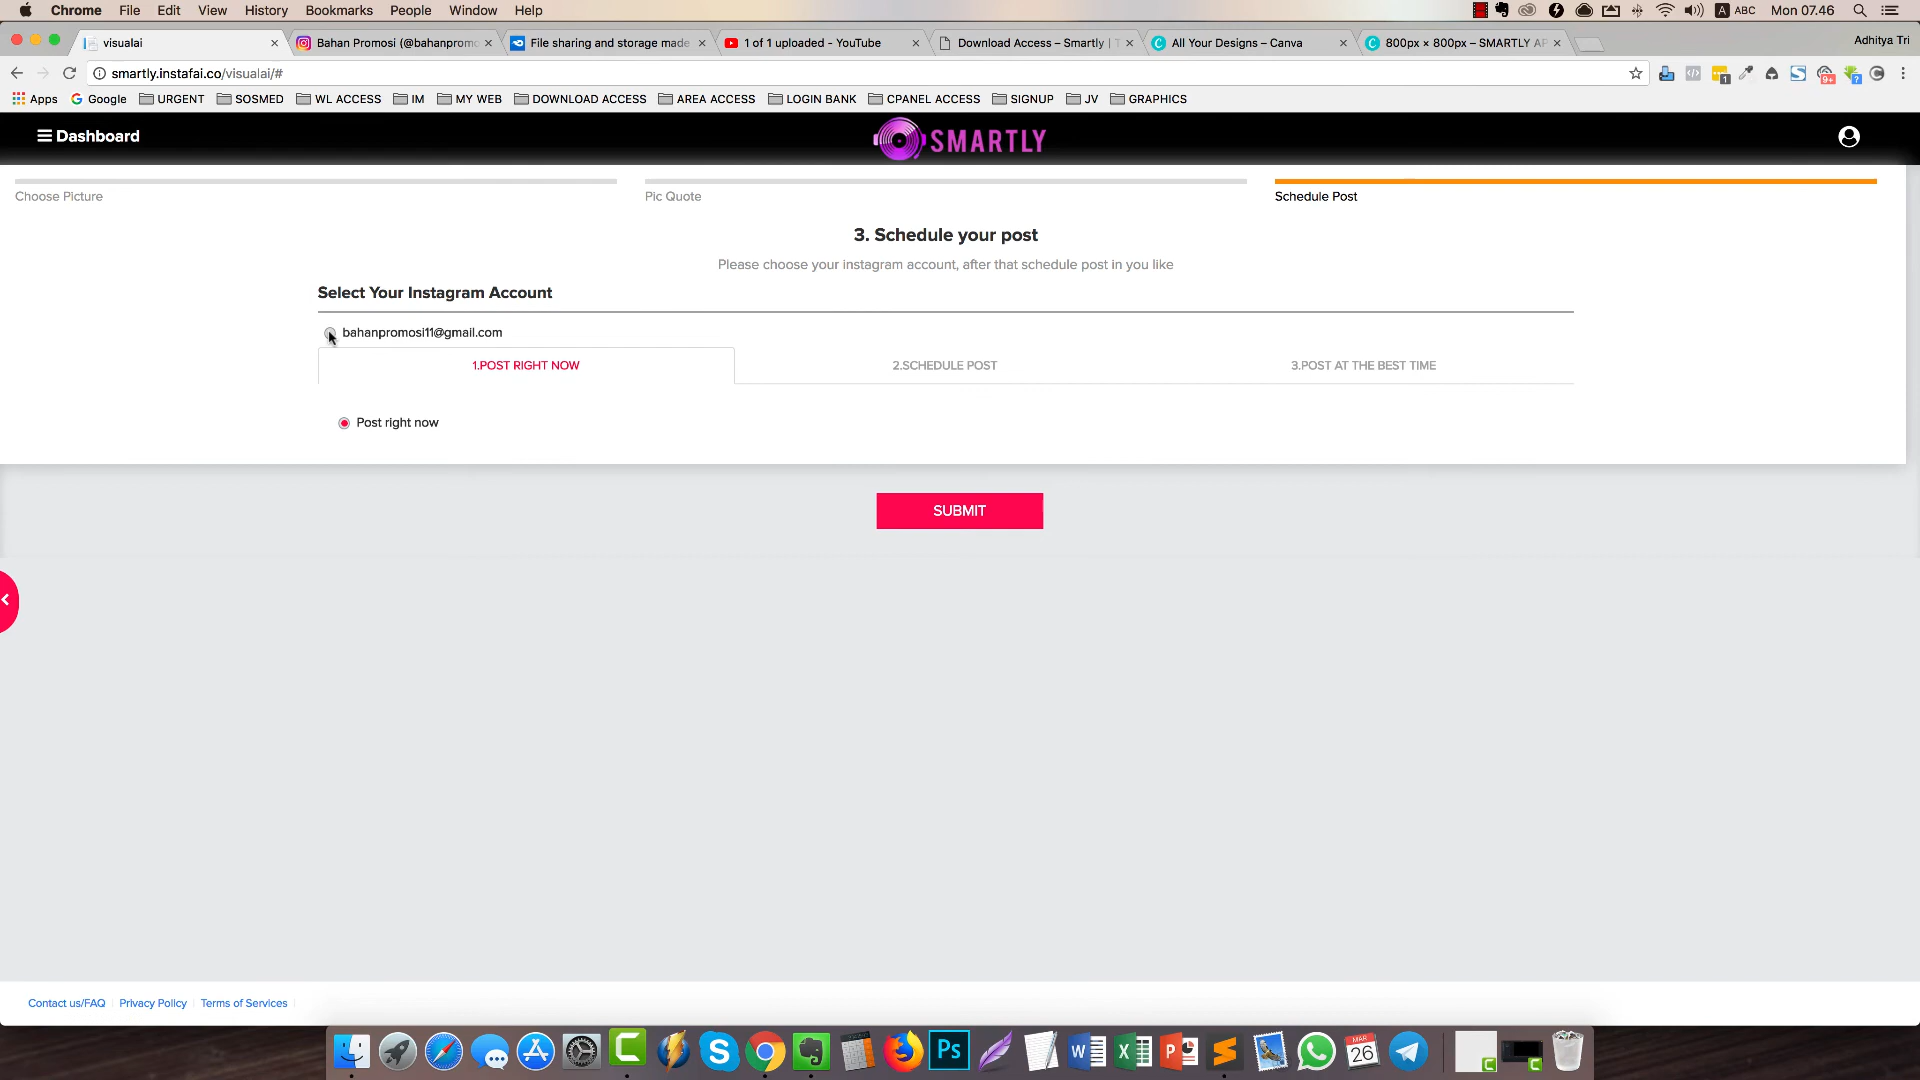 Chrome File Edit View History Bookmarks People Window Help
A ABC Mon 07.46
visualai
Bahan Promosi (@bahanpromo
File sharing and storage made
1 of 1 uploaded - YouTube
Download Access – Smartly | T
All Your Designs – Canva
800px × 800px – SMARTLY AP
Adhitya Tri
smartly.instafai.co/visualai/#
Apps Google URGENT SOSMED WL ACCESS IM MY WEB DOWNLOAD ACCESS AREA ACCESS LOGIN BANK CPANEL ACCESS SIGNUP JV GRAPHICS
Dashboard
SMARTLY
Choose Picture
Pic Quote
Schedule Post
3. Schedule your post
Please choose your instagram account, after that schedule post in you like
Select Your Instagram Account
bahanpromosi11@gmail.com
1.POST RIGHT NOW
2.SCHEDULE POST
3.POST AT THE BEST TIME
Post right now
SUBMIT
Contact us/FAQ
Privacy Policy
Terms of Services
Ps
MAR
26